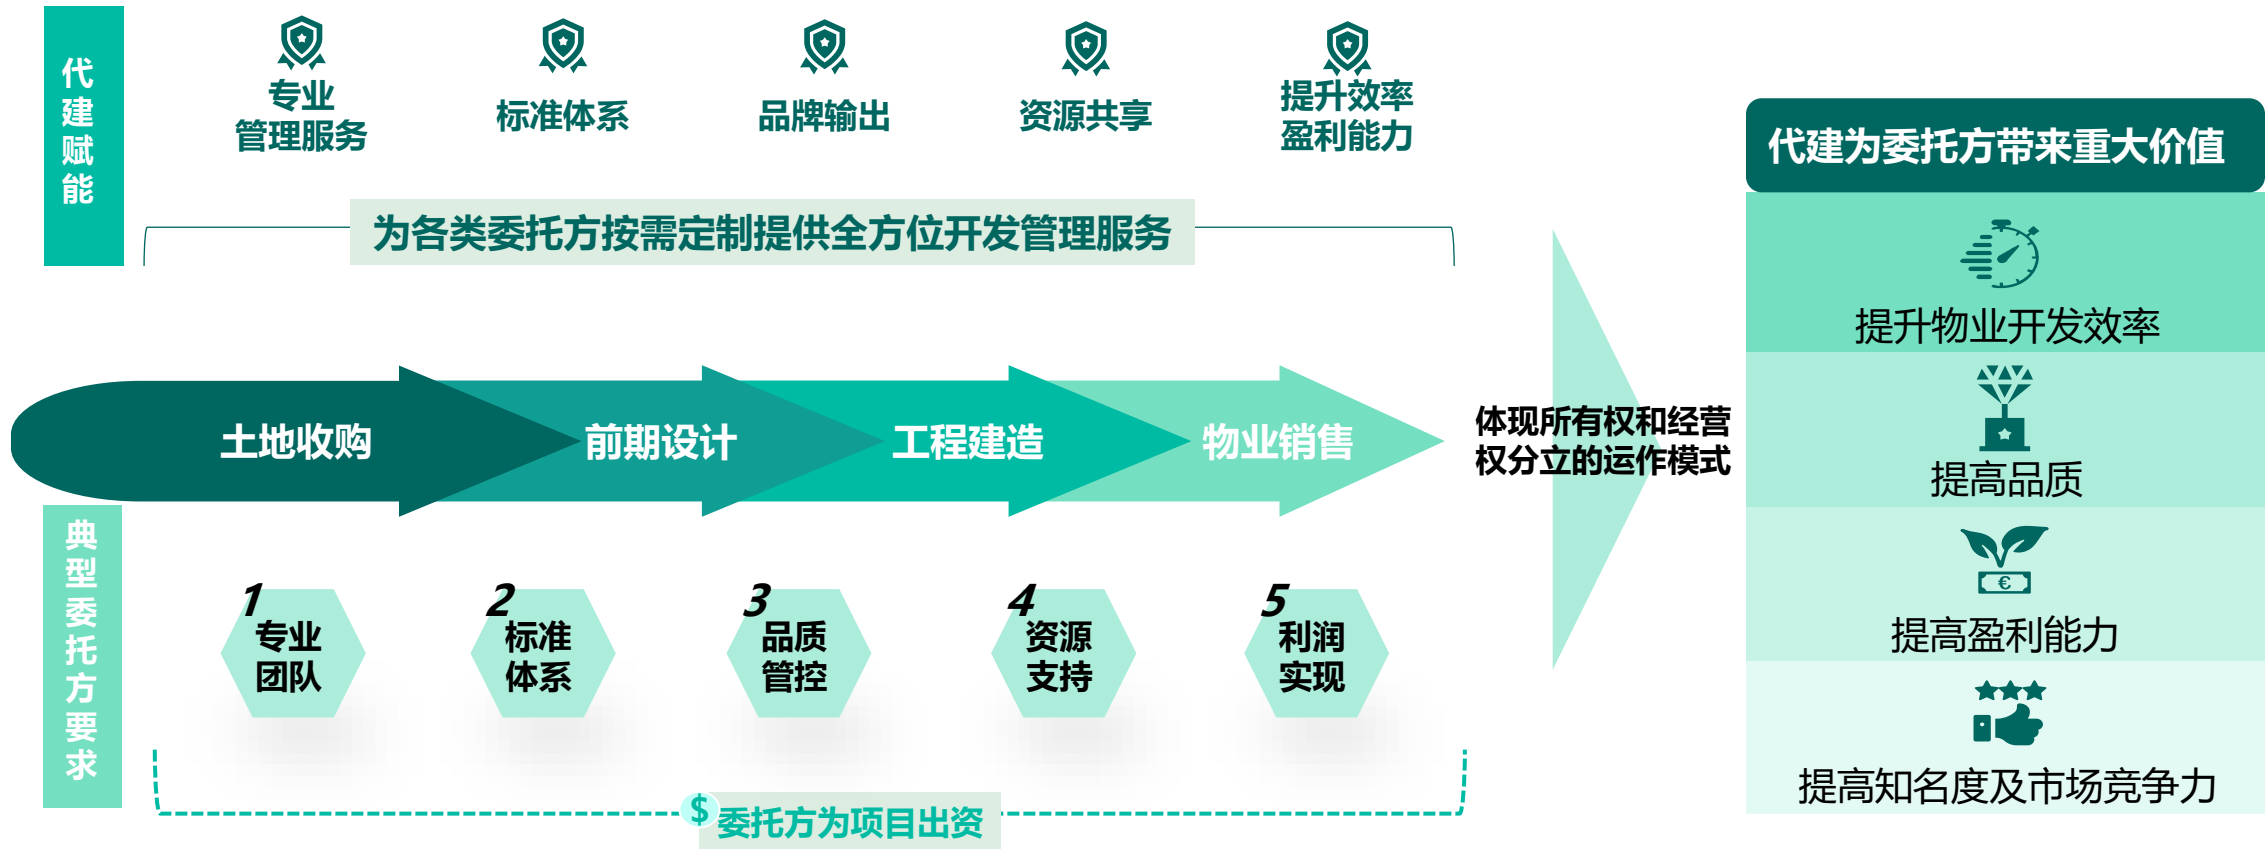 代建赋能
专业
管理服务
标准体系
品牌输出
资源共享
提升效率
盈利能力
为各类委托方按需定制提供全方位开发管理服务
土地收购
前期设计
工程建造
物业销售
体现所有权和经营
权分立的运作模式
典型委托方要求
1
专业
团队
2
标准
体系
3
品质
管控
4
资源
支持
5
利润
实现
$
委托方为项目出资
代建为委托方带来重大价值
提升物业开发效率
提高品质
€
提高盈利能力
提高知名度及市场竞争力